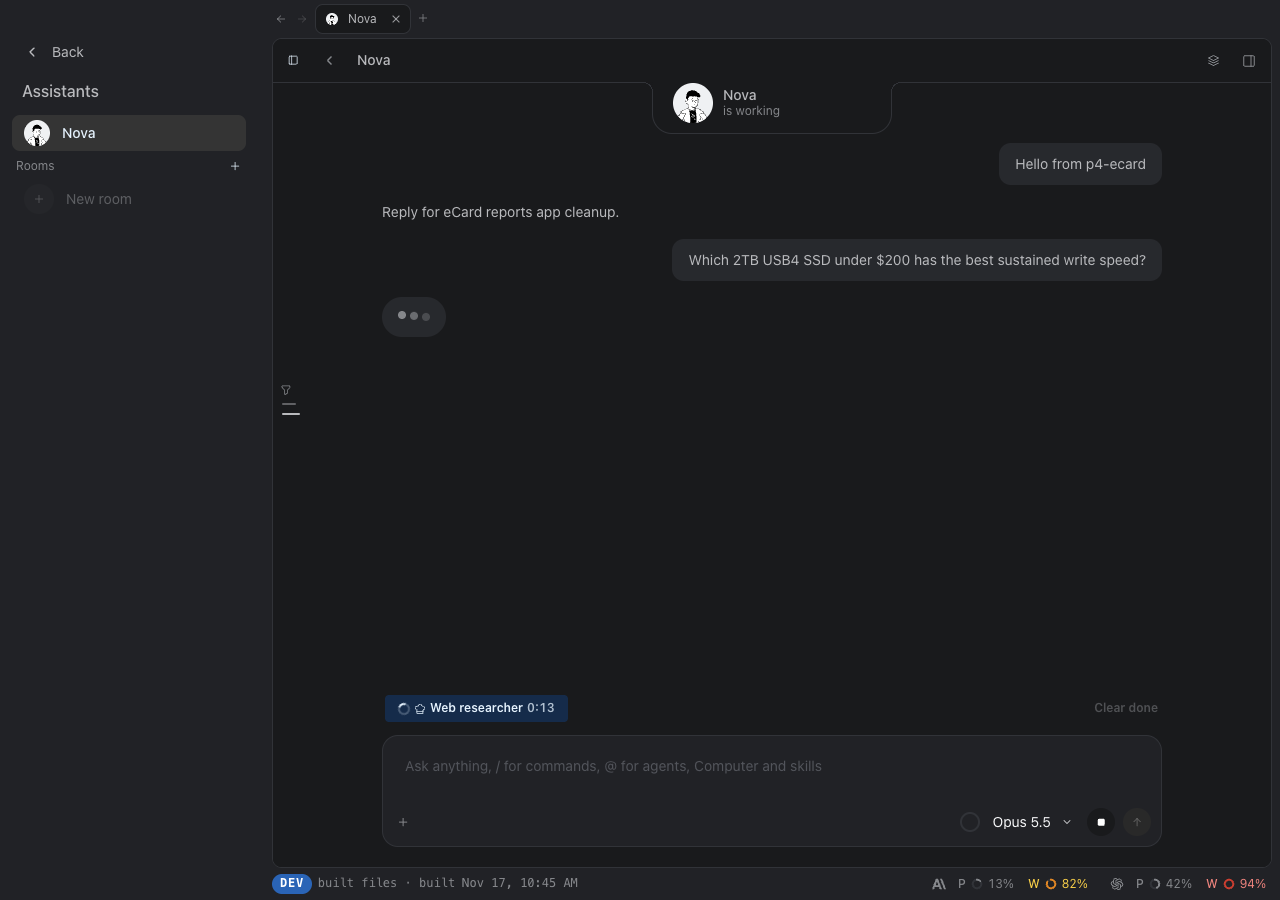 Nova
Back
Nova
Assistants
Nova
is working
Nova
Rooms
New room
Hello from p4-ecard
Reply for eCard reports app cleanup.
Which 2TB USB4 SSD under $200 has the best sustained write speed?
Web researcher 0:13
Clear done
Ask anything, / for commands, @ for agents, Computer and skills
Opus 5.5
DEV built files · built Nov 17, 10:45 AM
P 13% W 82% P 42% W 94%